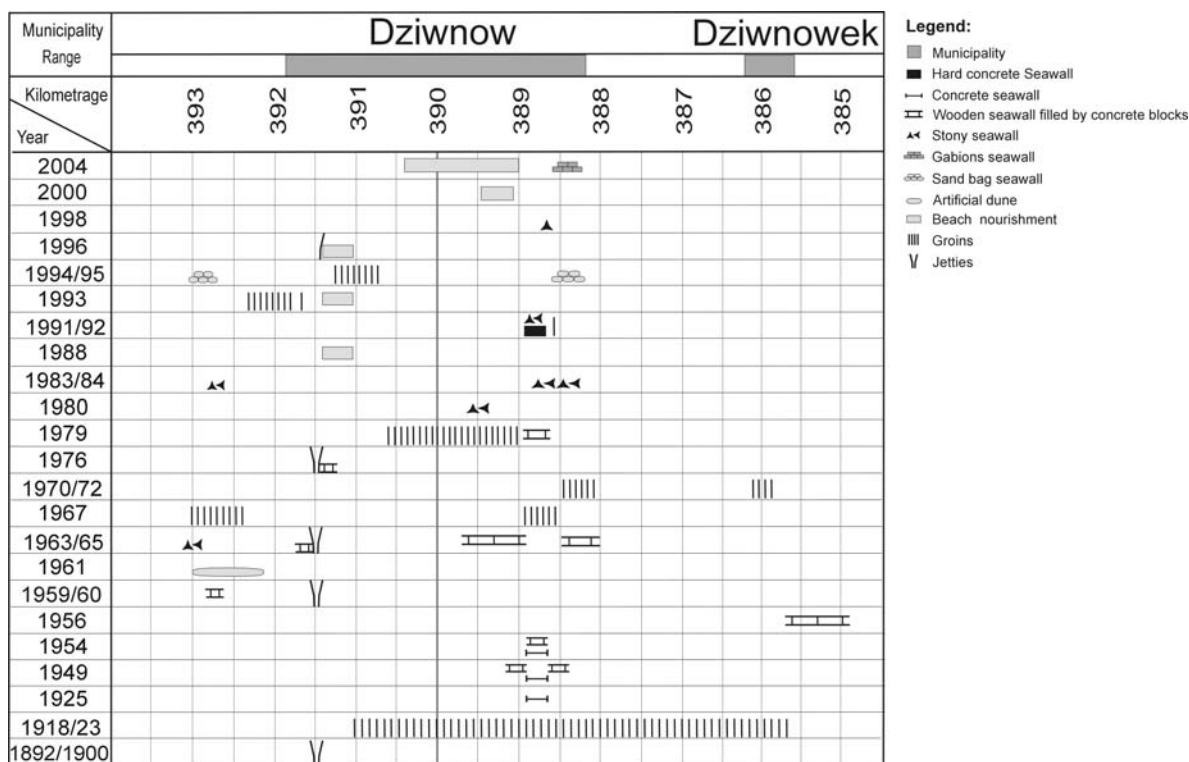 Municipality
Range
Dziwnow
Dziwnowek
Kilometrage
Year
393
392
391
390
389
388
387
386
385
2004
2000
1998
1996
1994/95
1993
1991/92
1988
1983/84
1980
1979
1976
1970/72
1967
1963/65
1961
1959/60
1956
1954
1949
1925
1918/23
1892/1900
Legend:
Municipality
Hard concrete Seawall
Concrete seawall
Wooden seawall filled by concrete blocks
Stony seawall
Gabions seawall
Sand bag seawall
Artificial dune
Beach nourishment
Groins
Jetties